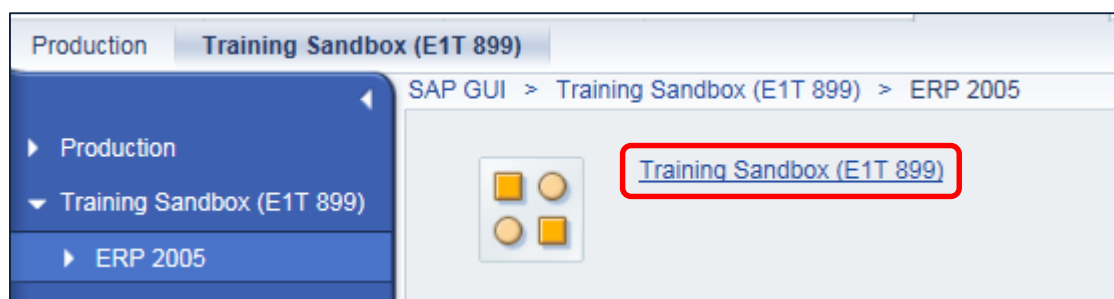 Production
Training Sandbox (E1T 899)
SAP GUI > Training Sandbox (E1T 899) > ERP 2005
Production
Training Sandbox (E1T 899)
ERP 2005
Training Sandbox (E1T 899)